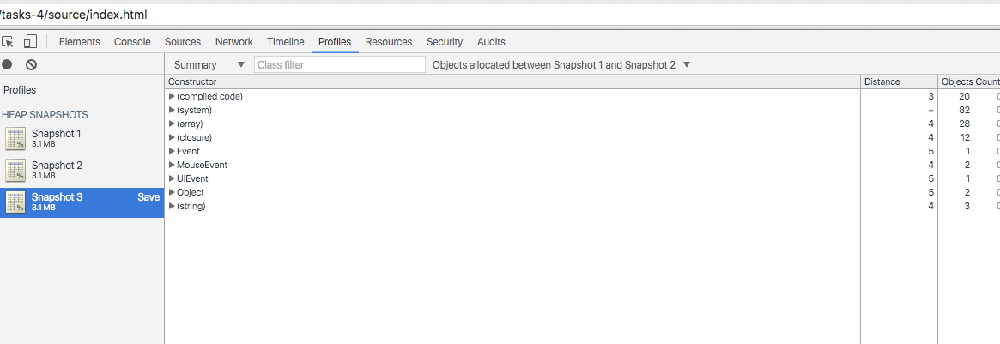 /tasks-4/source/index.html
Elements Console Sources Network Timeline Profiles Resources Security Audits
Summary ▼ Class filter Objects allocated between Snapshot 1 and Snapshot 2 ▼
Profiles
HEAP SNAPSHOTS
Snapshot 1
3.1 MB
Snapshot 2
3.1 MB
Snapshot 3 Save
3.1 MB
Constructor Distance Objects Count
(compiled code) 3 20
(system) – 82
(array) 4 28
(closure) 4 12
Event 5 1
MouseEvent 4 2
UIEvent 5 1
Object 5 2
(string) 4 3